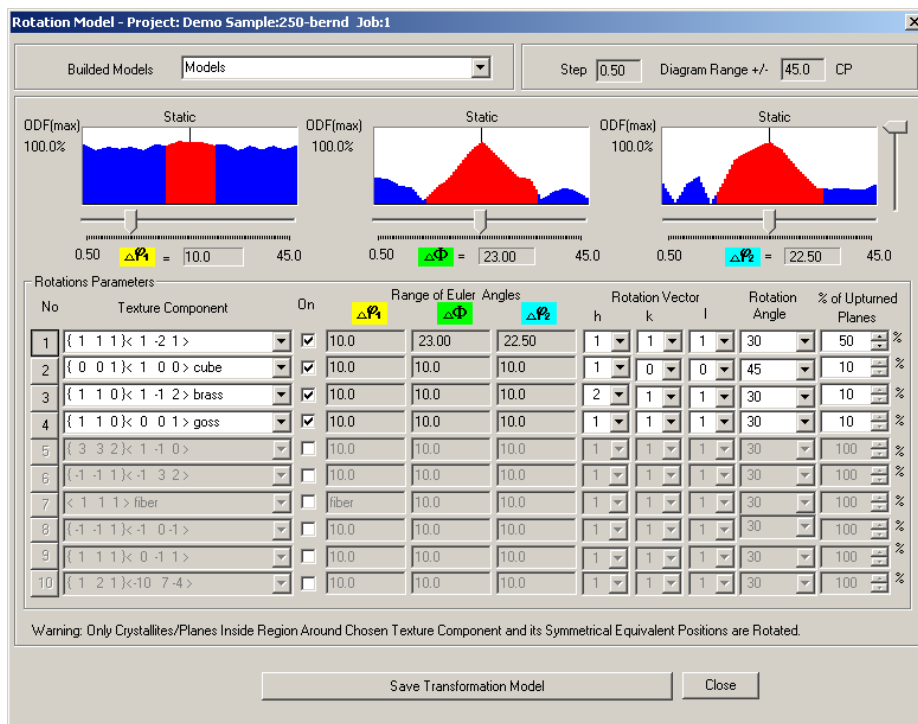 Rotation Model - Project: Demo Sample:250-bernd Job:1
Builded Models Models Step 0.50 Diagram Range +/- 45.0 CP
ODF(max) Static ODF(max) Static ODF(max) Static
100.0% 100.0% 100.0%
0.50 △φ₁ = 10.0 45.0 0.50 △Φ = 23.00 45.0 0.50 △φ₂ = 22.50 45.0
Rotations Parameters
No Texture Component On Range of Euler Angles Rotation Vector Rotation Angle % of Upturned Planes
△φ₁ △Φ △φ₂ h k l
1 { 1 1 1}< 1 -2 1> 10.0 23.00 22.50 1 1 1 30 50 %
2 { 0 0 1}< 1 0 0> cube 10.0 10.0 10.0 1 0 0 45 10 %
3 { 1 1 0}< 1 -1 2> brass 10.0 10.0 10.0 2 1 1 30 10 %
4 { 1 1 0}< 0 0 1> goss 10.0 10.0 10.0 1 1 1 30 10 %
5 { 3 3 2}< 1 -1 0> 10.0 10.0 10.0 1 1 1 30 100 %
6 {-1 -1 1}<-1 3 2> 10.0 10.0 10.0 1 1 1 30 100 %
7 < 1 1 1> fiber fiber 10.0 10.0 1 1 1 30 100 %
8 {-1 -1 1}<-1 0 -1> 10.0 10.0 10.0 1 1 1 30 100 %
9 { 1 1 1}< 0 -1 1> 10.0 10.0 10.0 1 1 1 30 100 %
10 { 1 2 1}<-10 7 -4> 10.0 10.0 10.0 1 1 1 30 100 %
Warning: Only Crystallites/Planes Inside Region Around Chosen Texture Component and its Symmetrical Equivalent Positions are Rotated.
Save Transformation Model Close